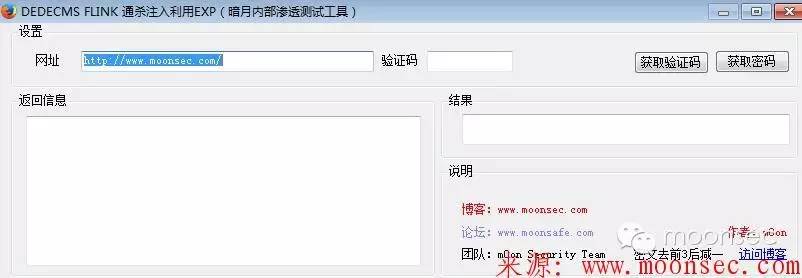 DEDECMS FLINK 通杀注入利用EXP（暗月内部渗透测试工具）
设置
网址 http://www.moonsec.com/ 验证码 获取验证码 获取密码
返回信息
结果
说明
博客：www.moonsec.com
论坛：www.moonsafe.com 作者：mCon
团队：mCon Security Team 密文去前3后减一 访问博客
moonsec
来源：www.moonsec.com